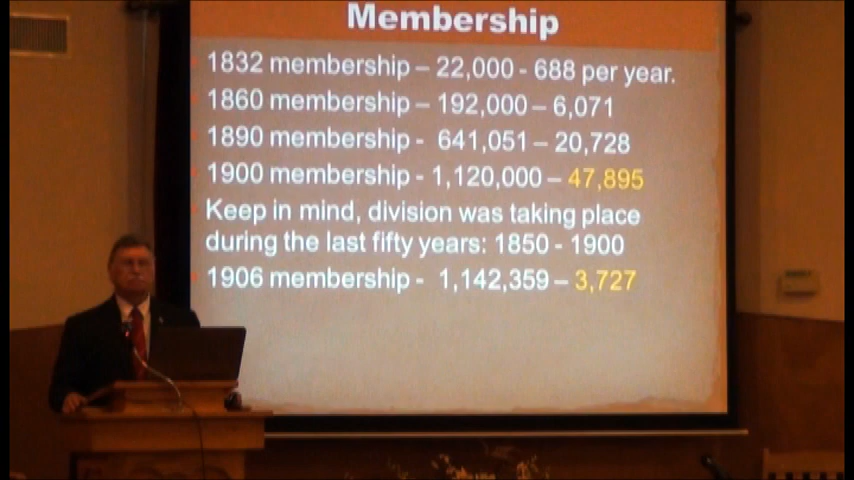 Membership
1832 membership – 22,000 - 688 per year.
1860 membership – 192,000 – 6,071
1890 membership - 641,051 – 20,728
1900 membership - 1,120,000 – 47,895
Keep in mind, division was taking place
during the last fifty years: 1850 - 1900
1906 membership - 1,142,359 – 3,727